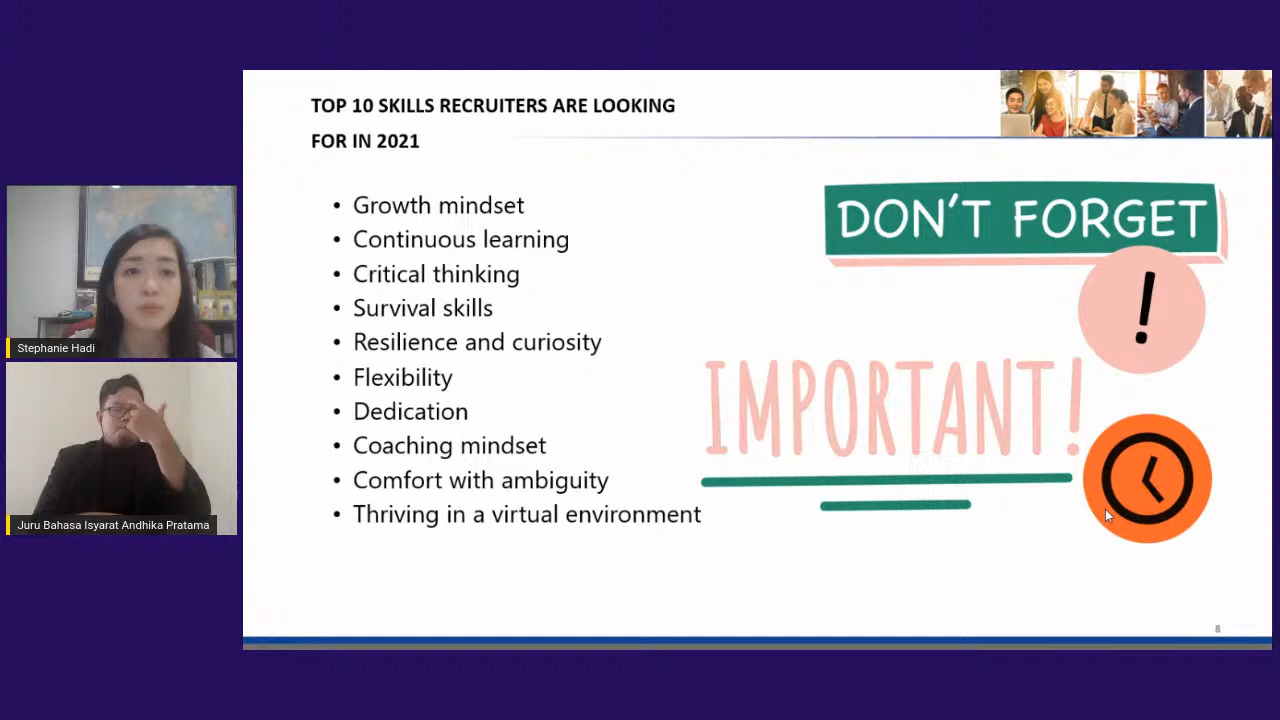 TOP 10 SKILLS RECRUITERS ARE LOOKING
FOR IN 2021
• Growth mindset
• Continuous learning
• Critical thinking
• Survival skills
• Resilience and curiosity
• Flexibility
• Dedication
• Coaching mindset
• Comfort with ambiguity
• Thriving in a virtual environment
DON'T FORGET
!
IMPORTANT!
8
Stephanie Hadi
Juru Bahasa Isyarat Andhika Pratama